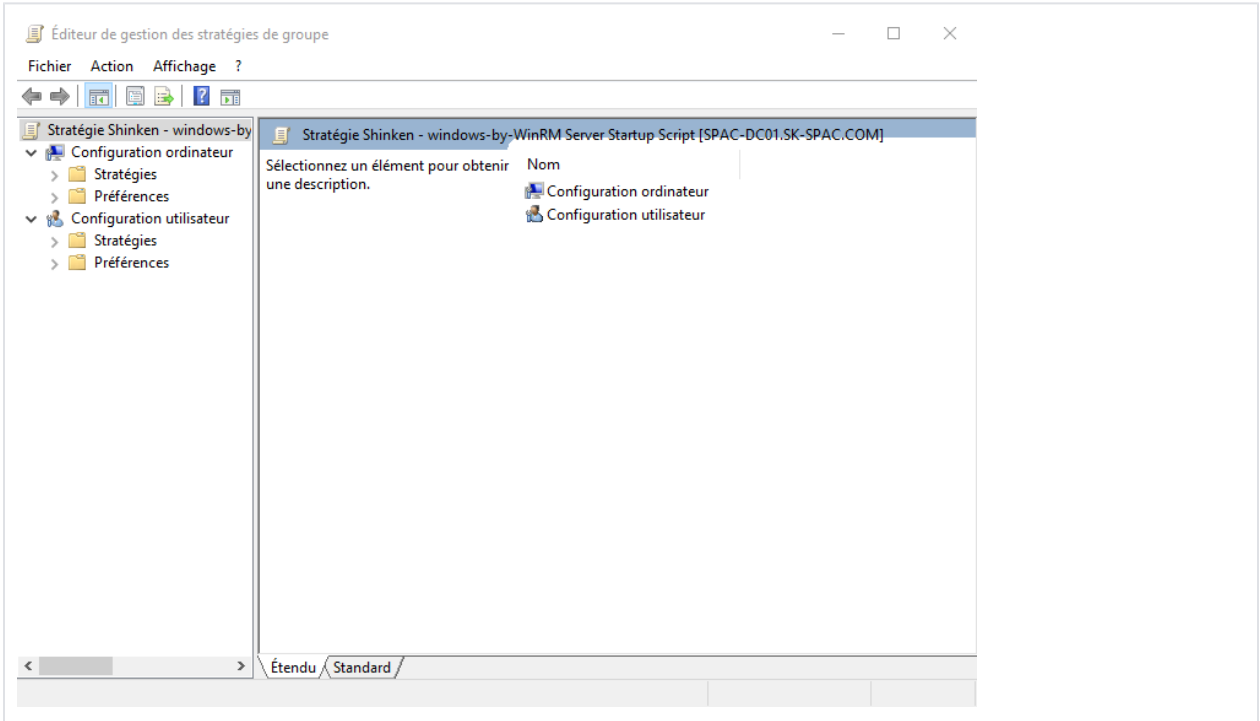 Éditeur de gestion des stratégies de groupe
Fichier Action Affichage ?
Stratégie Shinken - windows-by
Configuration ordinateur
Stratégies
Préférences
Configuration utilisateur
Stratégies
Préférences
Stratégie Shinken - windows-by-WinRM Server Startup Script [SPAC-DC01.SK-SPAC.COM]
Sélectionnez un élément pour obtenir
une description.
Nom
Configuration ordinateur
Configuration utilisateur
Étendu Standard